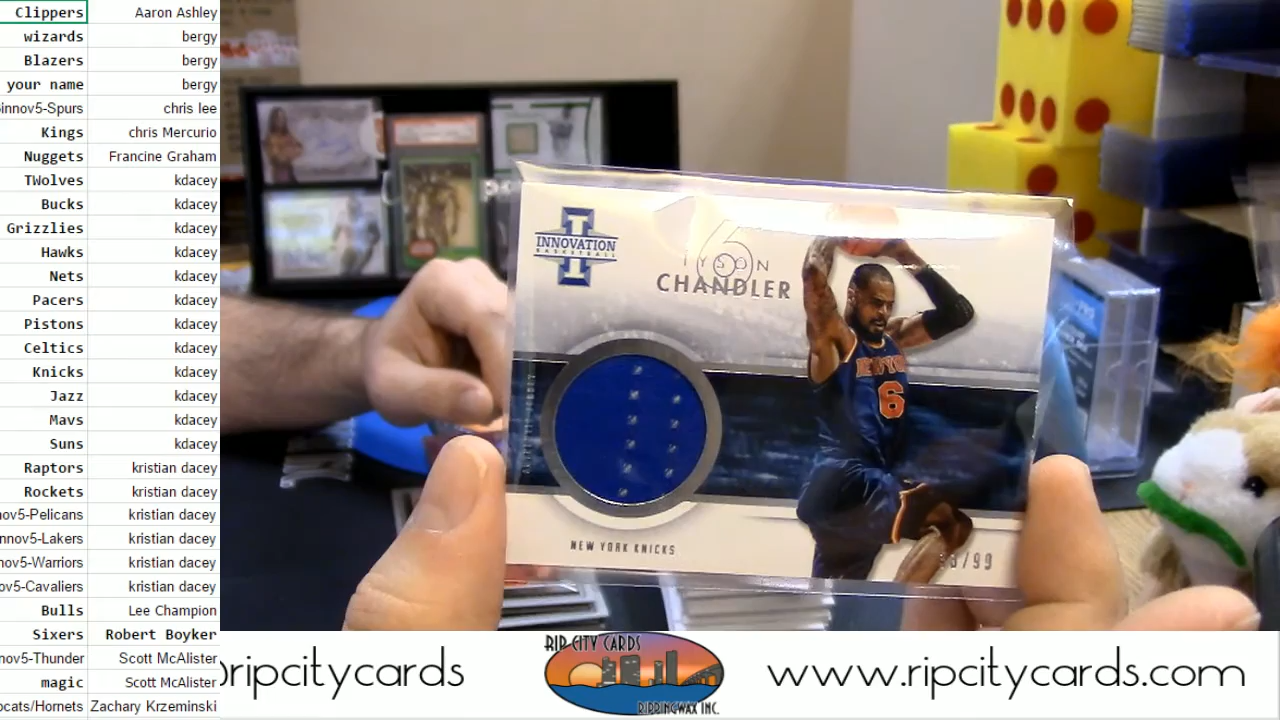 Clippers Aaron Ashley
wizards bergy
Blazers bergy
your name bergy
innov5-Spurs chris lee
Kings chris Mercurio
Nuggets Francine Graham
TWolves kdacey
Bucks kdacey
Grizzlies kdacey
Hawks kdacey
Nets kdacey
Pacers kdacey
Pistons kdacey
Celtics kdacey
Knicks kdacey
Jazz kdacey
Mavs kdacey
Suns kdacey
Raptors kristian dacey
Rockets kristian dacey
nov5-Pelicans kristian dacey
nnov5-Lakers kristian dacey
nov5-Warriors kristian dacey
nov5-Cavaliers kristian dacey
Bulls Lee Champion
Sixers Robert Boyker
nov5-Thunder Scott McAlister
magic Scott McAlister
ocats/Hornets Zachary Krzeminski
INNOVATION
BASKETBALL
6
TYSON
CHANDLER
NEW YORK
6
NEW YORK KNICKS
/99
ripcitycards
RIP CITY CARDS
RIPPINGWAX INC.
www.ripcitycards.com